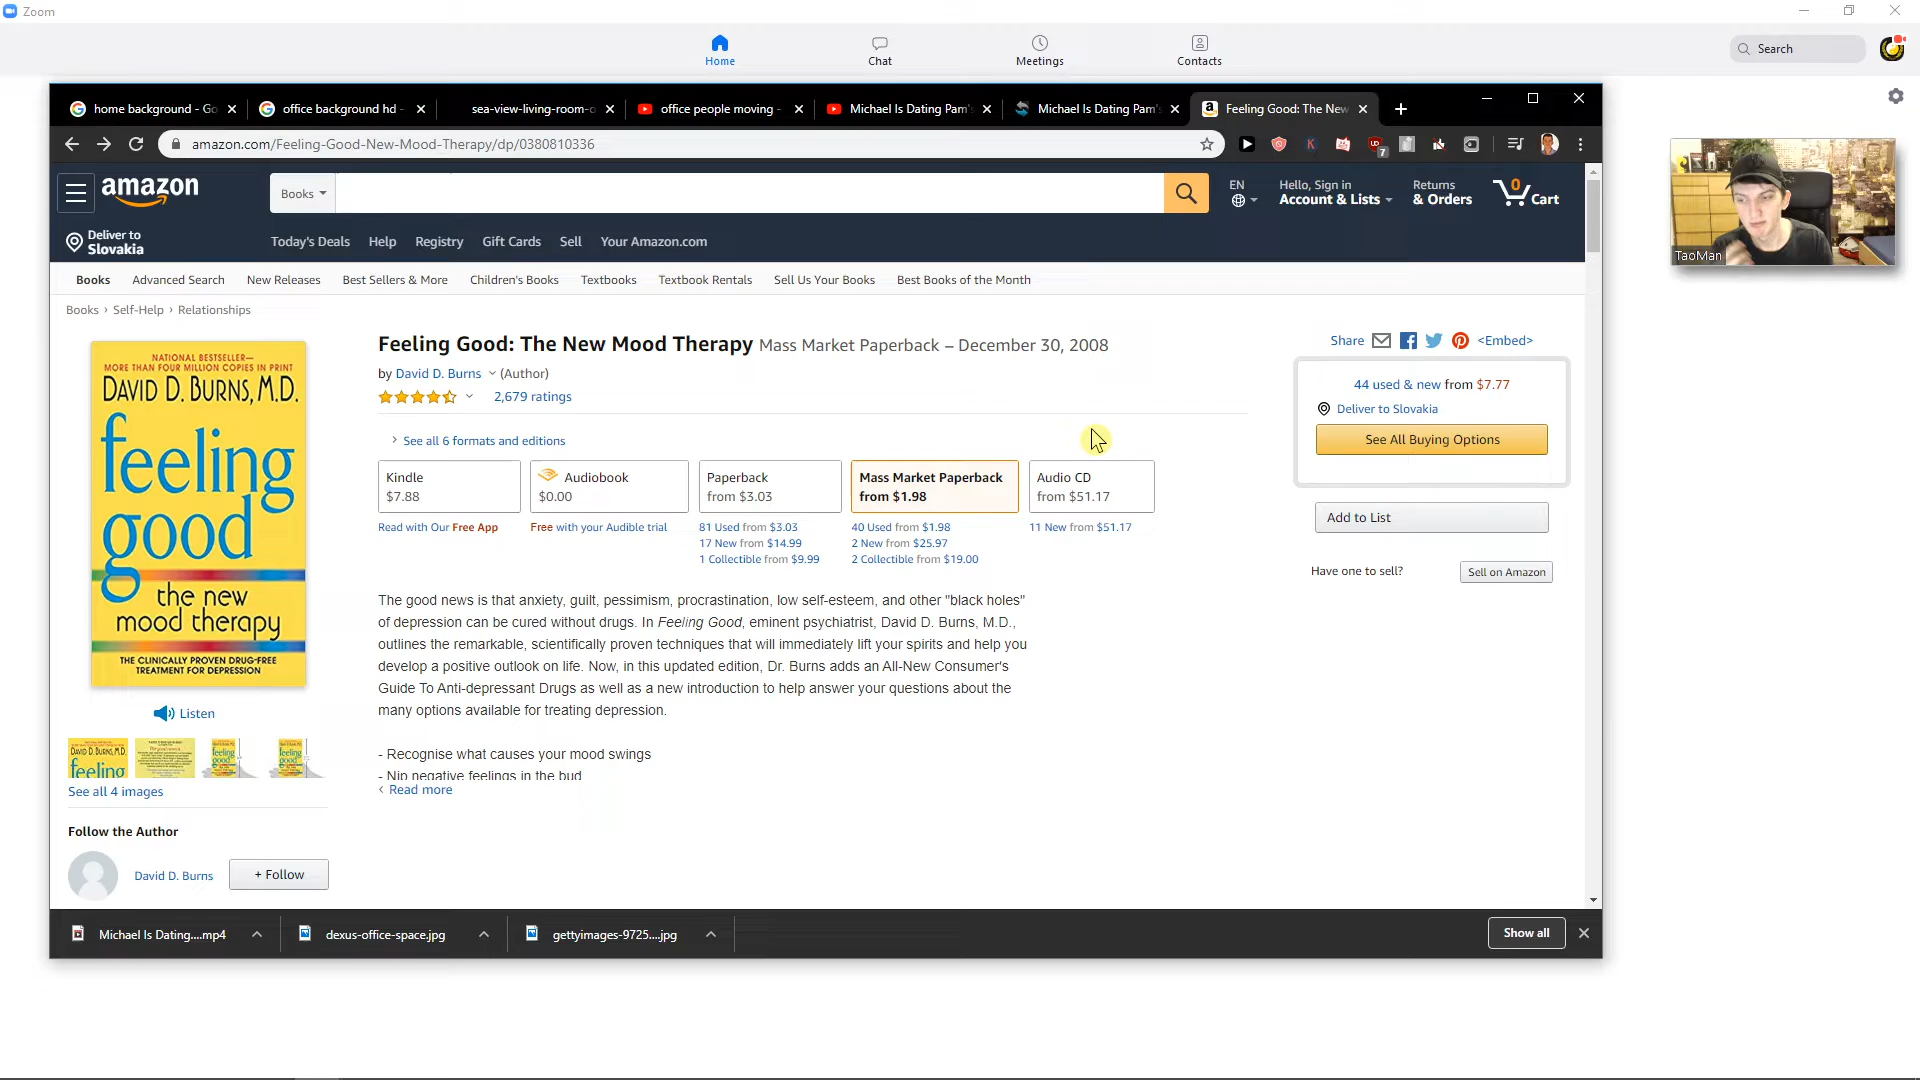 Zoom
Home
Chat
Meetings
Contacts
Search
home background - Go
office background hd -
sea-view-living-room-o
office people moving -
Michael Is Dating Pam's
Michael Is Dating Pam's
Feeling Good: The New
amazon.com/Feeling-Good-New-Mood-Therapy/dp/0380810336
7
TaoMan
amazon
Books
EN
Hello, Sign in
Account & Lists
Returns
& Orders
0
Cart
Deliver to
Slovakia
Today's Deals
Help
Registry
Gift Cards
Sell
Your Amazon.com
Books
Advanced Search
New Releases
Best Sellers & More
Children's Books
Textbooks
Textbook Rentals
Sell Us Your Books
Best Books of the Month
Books › Self-Help › Relationships
NATIONAL BESTSELLER—
MORE THAN FOUR MILLION COPIES IN PRINT
DAVID D. BURNS, M.D.
feeling
good
the new
mood therapy
THE CLINICALLY PROVEN DRUG-FREE
TREATMENT FOR DEPRESSION
Listen
DAVID D. BURNS, M.D.
feeling
See all 4 images
Follow the Author
David D. Burns
+ Follow
Feeling Good: The New Mood Therapy Mass Market Paperback – December 30, 2008
by David D. Burns (Author)
2,679 ratings
› See all 6 formats and editions
Kindle
$7.88
Read with Our Free App
Audiobook
$0.00
Free with your Audible trial
Paperback
from $3.03
81 Used from $3.03
17 New from $14.99
1 Collectible from $9.99
Mass Market Paperback
from $1.98
40 Used from $1.98
2 New from $25.97
2 Collectible from $19.00
Audio CD
from $51.17
11 New from $51.17
The good news is that anxiety, guilt, pessimism, procrastination, low self-esteem, and other "black holes"
of depression can be cured without drugs. In Feeling Good, eminent psychiatrist, David D. Burns, M.D.,
outlines the remarkable, scientifically proven techniques that will immediately lift your spirits and help you
develop a positive outlook on life. Now, in this updated edition, Dr. Burns adds an All-New Consumer's
Guide To Anti-depressant Drugs as well as a new introduction to help answer your questions about the
many options available for treating depression.
- Recognise what causes your mood swings
- Nip negative feelings in the bud
‹ Read more
Share
<Embed>
44 used & new from $7.77
Deliver to Slovakia
See All Buying Options
Add to List
Have one to sell?
Sell on Amazon
Michael Is Dating....mp4
dexus-office-space.jpg
gettyimages-9725....jpg
Show all